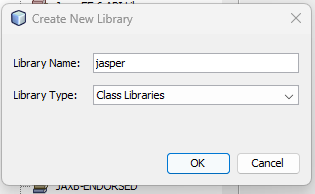 Create New Library
Library Name: jasper
Library Type: Class Libraries
OK Cancel
JAXB-ENDORSED